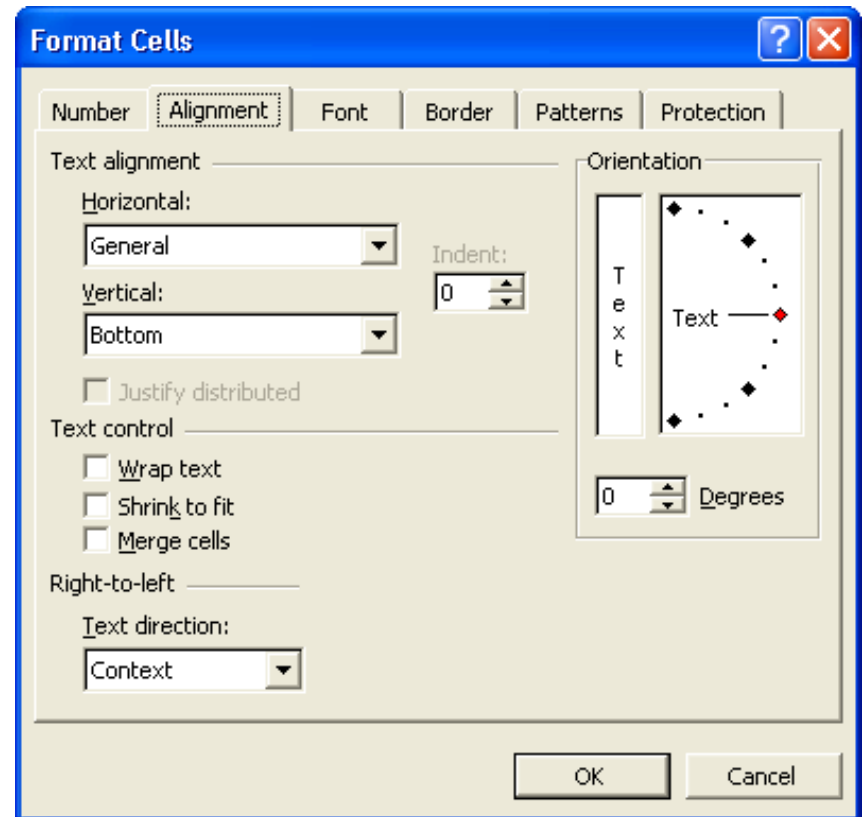 Format Cells
Number Alignment Font Border Patterns Protection
Text alignment
Horizontal:
General
Indent:
0
Vertical:
Bottom
Justify distributed
Text control
Wrap text
Shrink to fit
Merge cells
Right-to-left
Text direction:
Context
Orientation
T
e
x
t
Text
0 Degrees
OK Cancel